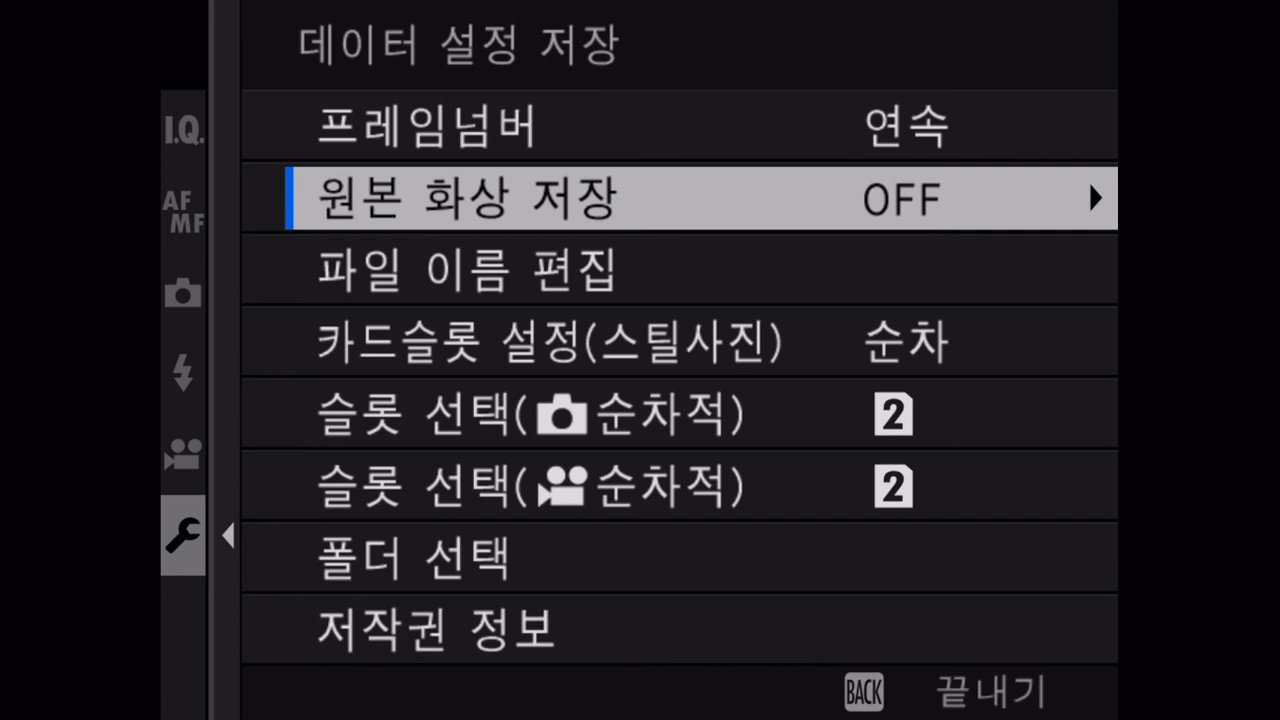 데이터 설정 저장
I.Q.
AF
MF
프레임넘버 연속
원본 화상 저장 OFF
파일 이름 편집
카드슬롯 설정(스틸사진) 순차
슬롯 선택(순차적) 2
슬롯 선택(순차적) 2
폴더 선택
저작권 정보
BACK 끝내기